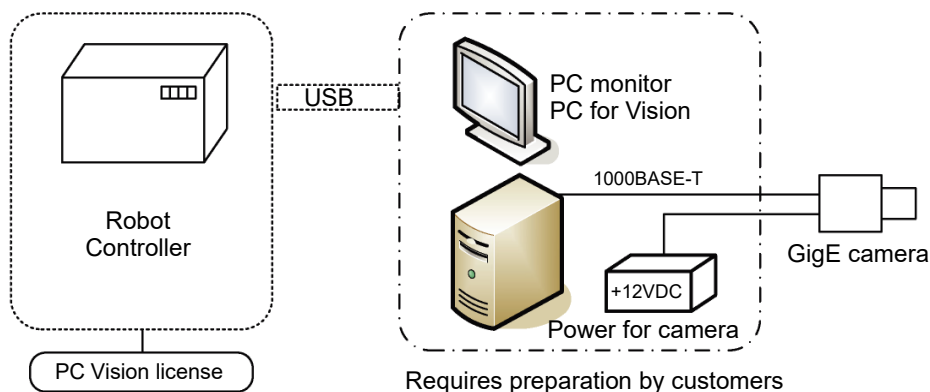 Robot
Controller
PC Vision license
USB
PC monitor
PC for Vision
1000BASE-T
+12VDC
Power for camera
GigE camera
Requires preparation by customers